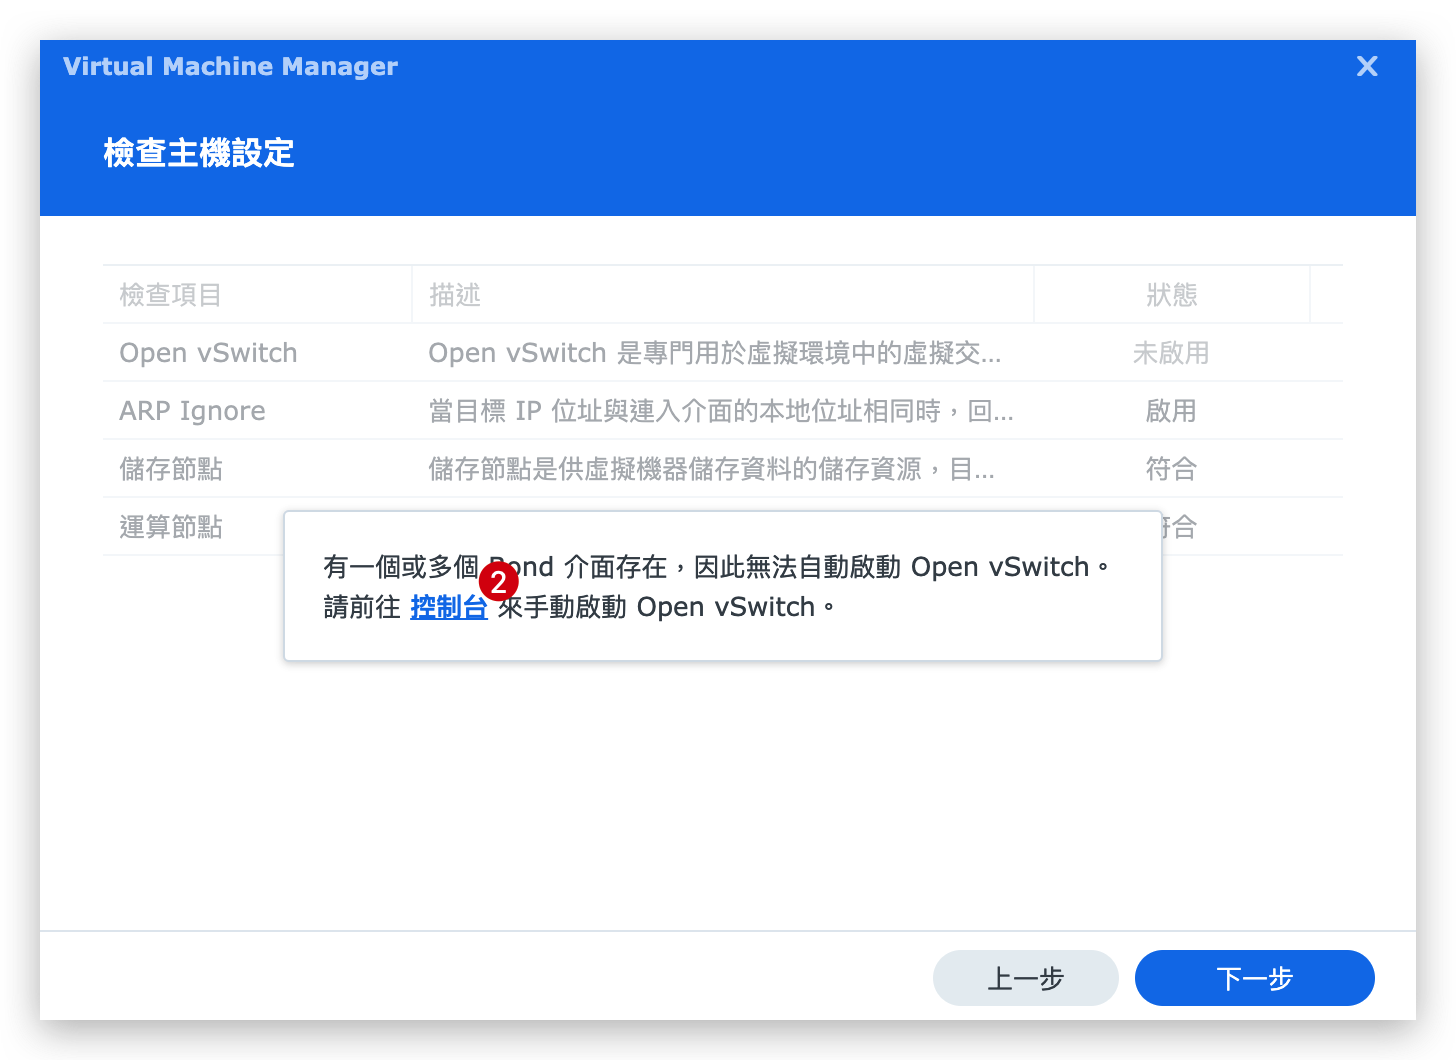 Virtual Machine Manager
X
檢查主機設定
檢查項目 描述 狀態
Open vSwitch Open vSwitch 是專門用於虛擬環境中的虛擬交... 未啟用
ARP Ignore 當目標 IP 位址與連入介面的本地位址相同時，回... 啟用
儲存節點 儲存節點是供虛擬機器儲存資料的儲存資源，目... 符合
運算節點 符合
有一個或多個 Bond 介面存在，因此無法自動啟動 Open vSwitch。
2
請前往 控制台 來手動啟動 Open vSwitch。
上一步 下一步